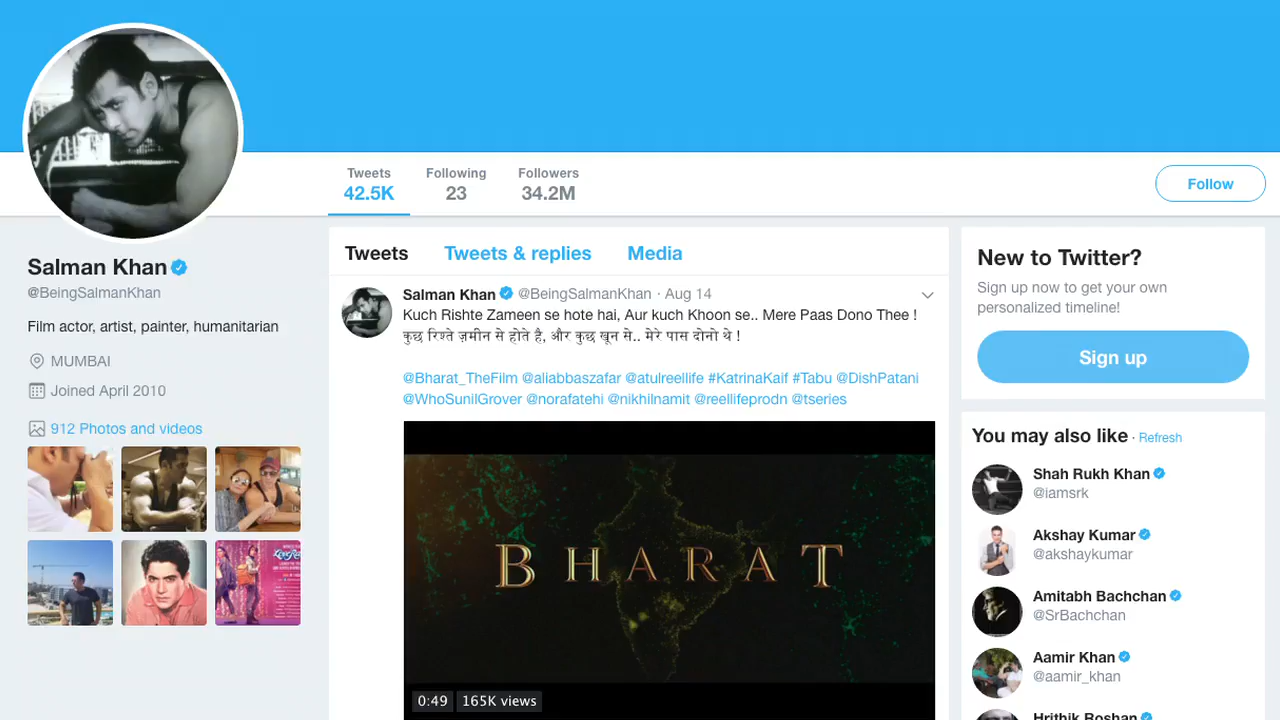 Tweets
42.5K
Following
23
Followers
34.2M
Follow
Salman Khan
@BeingSalmanKhan
Film actor, artist, painter, humanitarian
MUMBAI
Joined April 2010
912 Photos and videos
Tweets
Tweets & replies
Media
Salman Khan @BeingSalmanKhan · Aug 14
Kuch Rishte Zameen se hote hai, Aur kuch Khoon se.. Mere Paas Dono Thee !
कुछ रिश्ते ज़मीन से होते है, और कुछ खून से.. मेरे पास दोनो थे !
@Bharat_TheFilm @aliabbaszafar @atulreellife #KatrinaKaif #Tabu @DishPatani
@WhoSunilGrover @norafatehi @nikhilnamit @reellifeprodn @tseries
BHARAT
0:49
165K views
New to Twitter?
Sign up now to get your own
personalized timeline!
Sign up
You may also like · Refresh
Shah Rukh Khan
@iamsrk
Akshay Kumar
@akshaykumar
Amitabh Bachchan
@SrBachchan
Aamir Khan
@aamir_khan
Hrithik Roshan